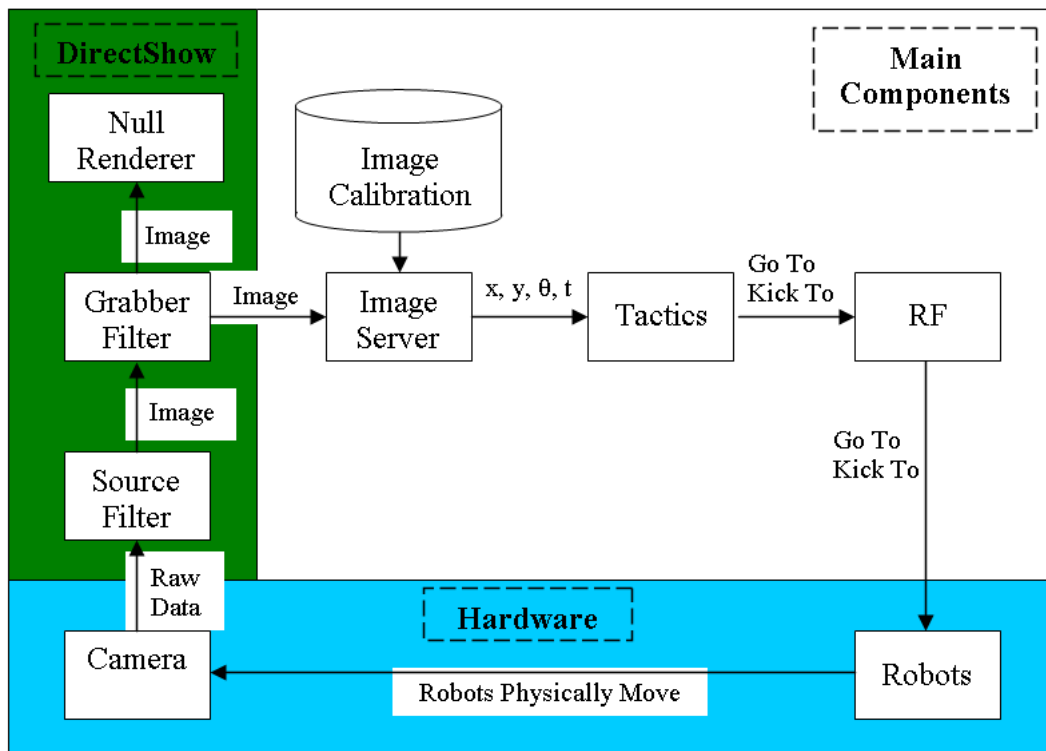 DirectShow
Main
Components
Null
Renderer
Image
Calibration
Image
Grabber
Filter
Image
Image
Server
x, y, θ, t
Tactics
Go To
Kick To
RF
Image
Go To
Kick To
Source
Filter
Raw
Data
Hardware
Camera
Robots Physically Move
Robots